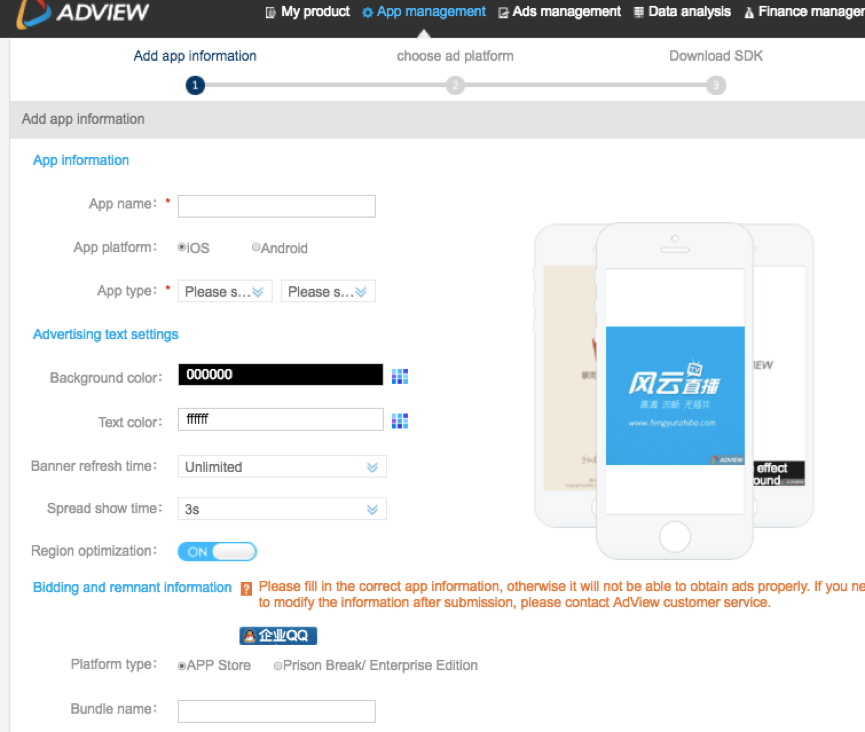 ADVIEW
My product App management Ads management Data analysis Finance manager
Add app information choose ad platform Download SDK
1 2 3
Add app information
App information
App name: *
App platform: iOS Android
App type: * Please s... Please s...
Advertising text settings
Background color: 000000
Text color: ffffff
Banner refresh time: Unlimited
Spread show time: 3s
Region optimization: ON
风云直播
TV
高清 流畅 无插件
www.fengyunzhibo.com
ADVIEW
EW
effect
ound
Bidding and remnant information ? Please fill in the correct app information, otherwise it will not be able to obtain ads properly. If you ne
to modify the information after submission, please contact AdView customer service.
企业QQ
Platform type: APP Store Prison Break/ Enterprise Edition
Bundle name: